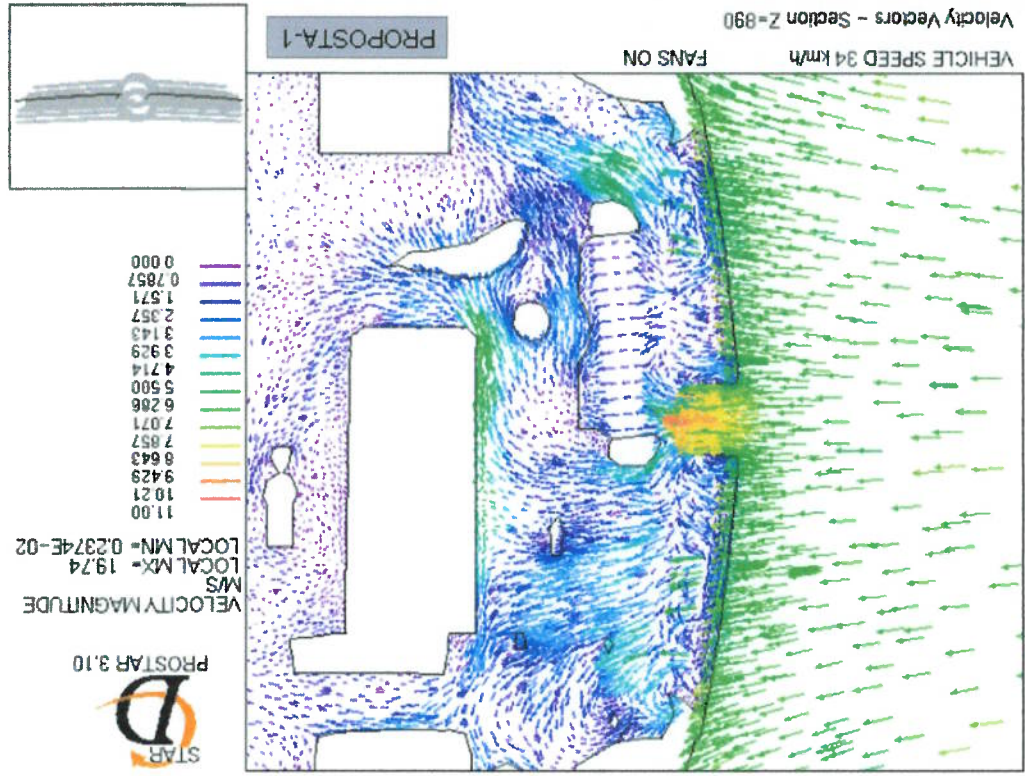 STAR
D
PROSTAR 3.10
VELOCITY MAGNITUDE
M/S
LOCAL MX= 19.74
LOCAL MN= 0.2374E-02
11.00
10.21
9.429
8.643
7.857
7.071
6.286
5.500
4.714
3.929
3.143
2.357
1.571
0.7857
0.000
VEHICLE SPEED 34 km/h FANS ON
Velocity Vectors - Section Z=890
PROPOSTA-1